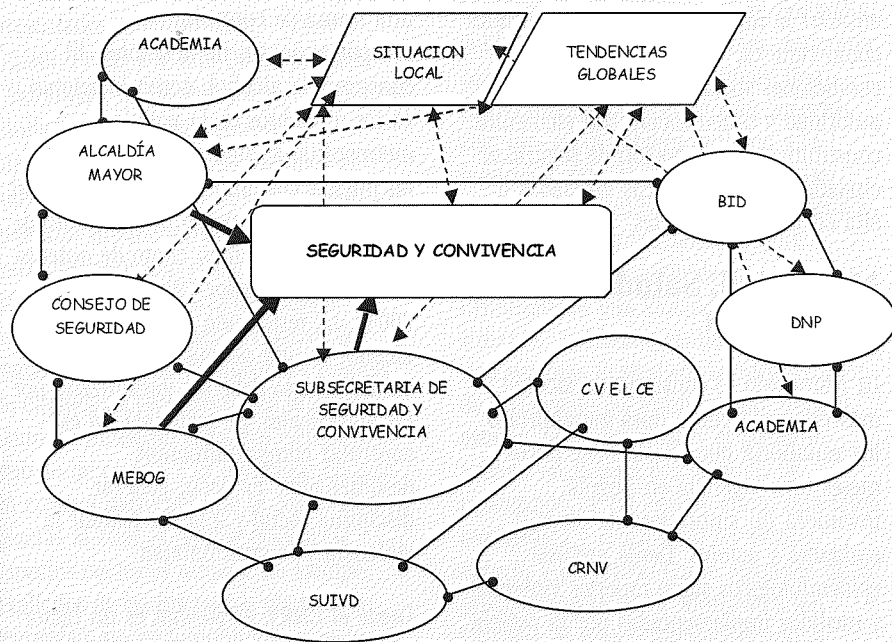 ACADEMIA
SITUACION
LOCAL
TENDENCIAS
GLOBALES
ALCALDÍA
MAYOR
BID
SEGURIDAD Y CONVIVENCIA
CONSEJO DE
SEGURIDAD
DNP
SUBSECRETARIA DE
SEGURIDAD Y
CONVIVENCIA
C V E L CE
ACADEMIA
MEBOG
CRNV
SUIVD